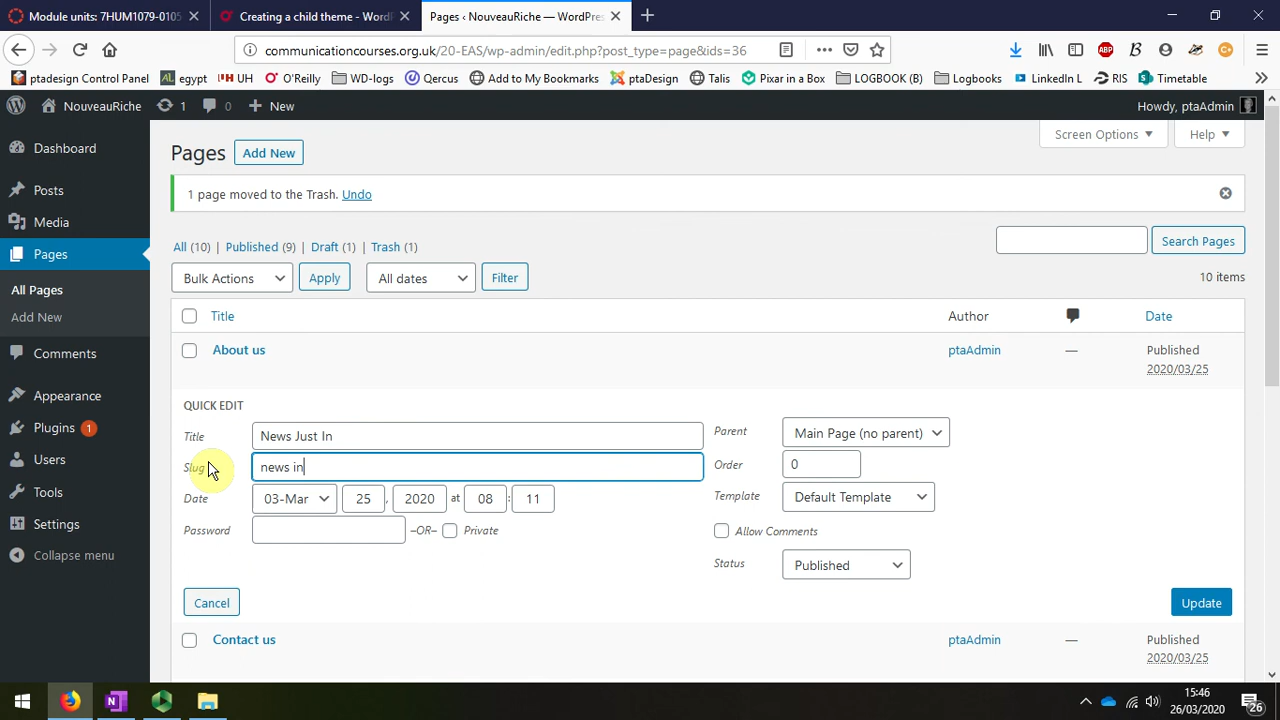 Module units: 7HUM1079-0105
Creating a child theme - WordP
Pages ‹ NouveauRiche — WordPres
communicationcourses.org.uk/20-EAS/wp-admin/edit.php?post_type=page&ids=36
ABP
ptadesign Control Panel
egypt
UH
O'Reilly
WD-logs
Qercus
Add to My Bookmarks
ptaDesign
Talis
Pixar in a Box
LOGBOOK (B)
Logbooks
LinkedIn L
RIS
Timetable
NouveauRiche
1
0
New
Howdy, ptaAdmin
Dashboard
Posts
Media
Pages
All Pages
Add New
Comments
Appearance
Plugins 1
Users
Tools
Settings
Collapse menu
Screen Options
Help
Pages
Add New
1 page moved to the Trash. Undo
All (10) | Published (9) | Draft (1) | Trash (1)
Search Pages
Bulk Actions
Apply
All dates
Filter
10 items
Title
Author
Date
About us
ptaAdmin
—
Published
2020/03/25
QUICK EDIT
Title
News Just In
Slug
news in
Date
03-Mar
25
, 2020
at 08
: 11
Password
–OR–
Private
Parent
Main Page (no parent)
Order
0
Template
Default Template
Allow Comments
Status
Published
Cancel
Update
Contact us
ptaAdmin
—
Published
2020/03/25
15:46
26/03/2020
26